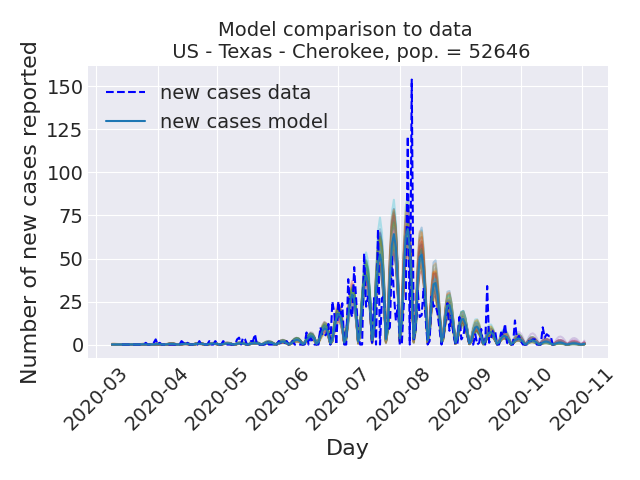 Model comparison to data
US - Texas - Cherokee, pop. = 52646
Number of new cases reported
150
125
100
75
50
25
0
new cases data
new cases model
2020-03
2020-04
2020-05
2020-06
2020-07
2020-08
2020-09
2020-10
2020-11
Day